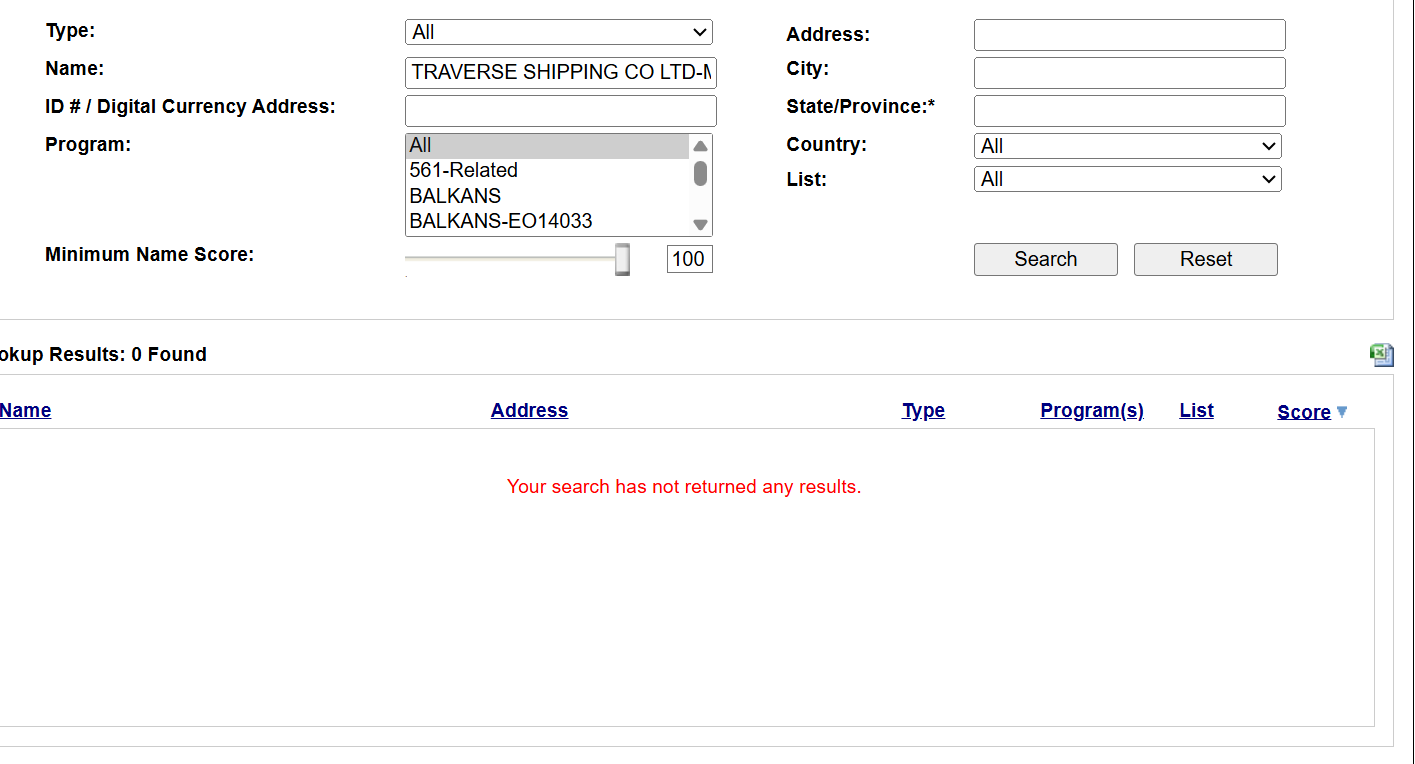 Type:
All
Address:
Name:
TRAVERSE SHIPPING CO LTD-M
City:
ID # / Digital Currency Address:
State/Province:*
Program:
All
561-Related
BALKANS
BALKANS-EO14033
Country:
All
List:
All
Minimum Name Score:
100
Search
Reset
okup Results: 0 Found
Name
Address
Type
Program(s)
List
Score
Your search has not returned any results.